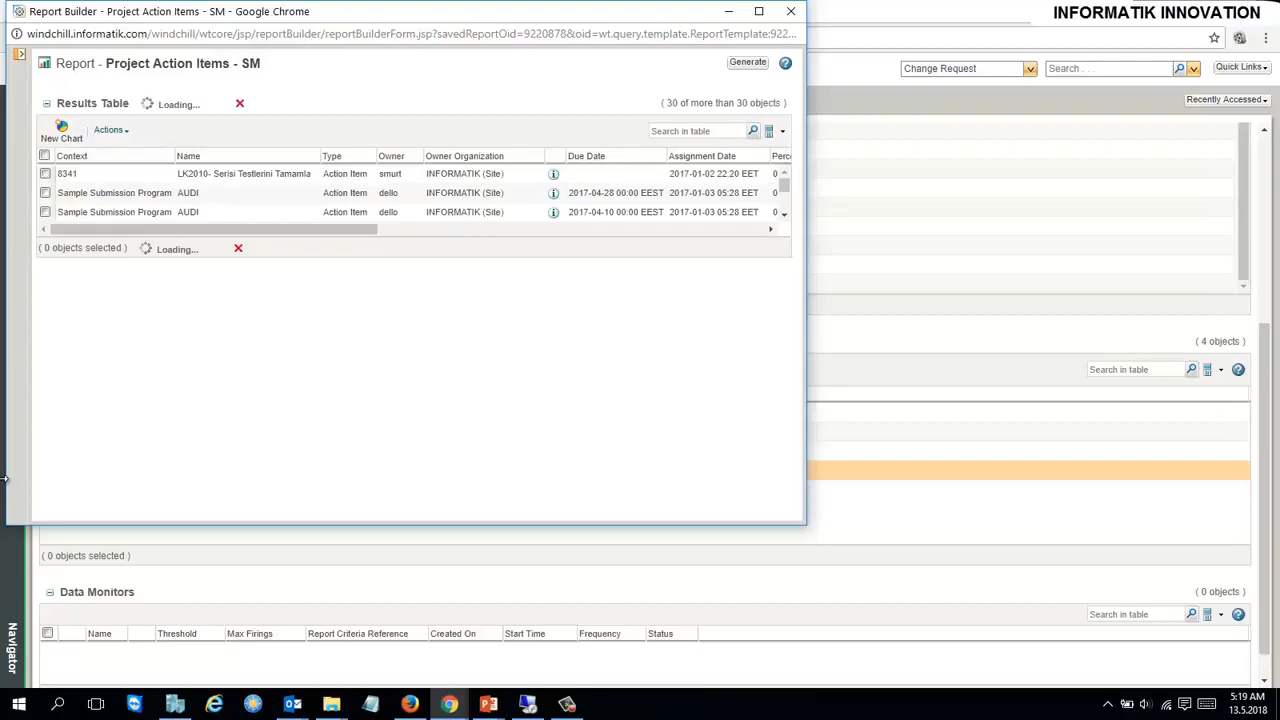 Report Builder - Project Action Items - SM - Google Chrome
INFORMATIK INNOVATION
windchill.informatik.com/windchill/wtcore/jsp/reportBuilder/reportBuilderForm.jsp?savedReportOid=9220878&oid=wt.query.template.ReportTemplate:922...
Report - Project Action Items - SM
Generate
Change Request
Search . . .
Quick Links
Recently Accessed
Results Table
Loading...
( 30 of more than 30 objects )
New Chart
Actions
Search in table
Context Name Type Owner Owner Organization Due Date Assignment Date Perce
8341 LK2010- Serisi Testlerini Tamamla Action Item smurt INFORMATIK (Site) 2017-01-02 22:20 EET 0
Sample Submission Program AUDI Action Item dello INFORMATIK (Site) 2017-04-28 00:00 EEST 2017-01-03 05:28 EET 0
Sample Submission Program AUDI Action Item dello INFORMATIK (Site) 2017-04-10 00:00 EEST 2017-01-03 05:28 EET 0
( 0 objects selected )
Loading...
( 4 objects )
Search in table
( 0 objects selected )
Data Monitors
( 0 objects )
Search in table
Name Threshold Max Firings Report Criteria Reference Created On Start Time Frequency Status
Navigator
5:19 AM
13.5.2018